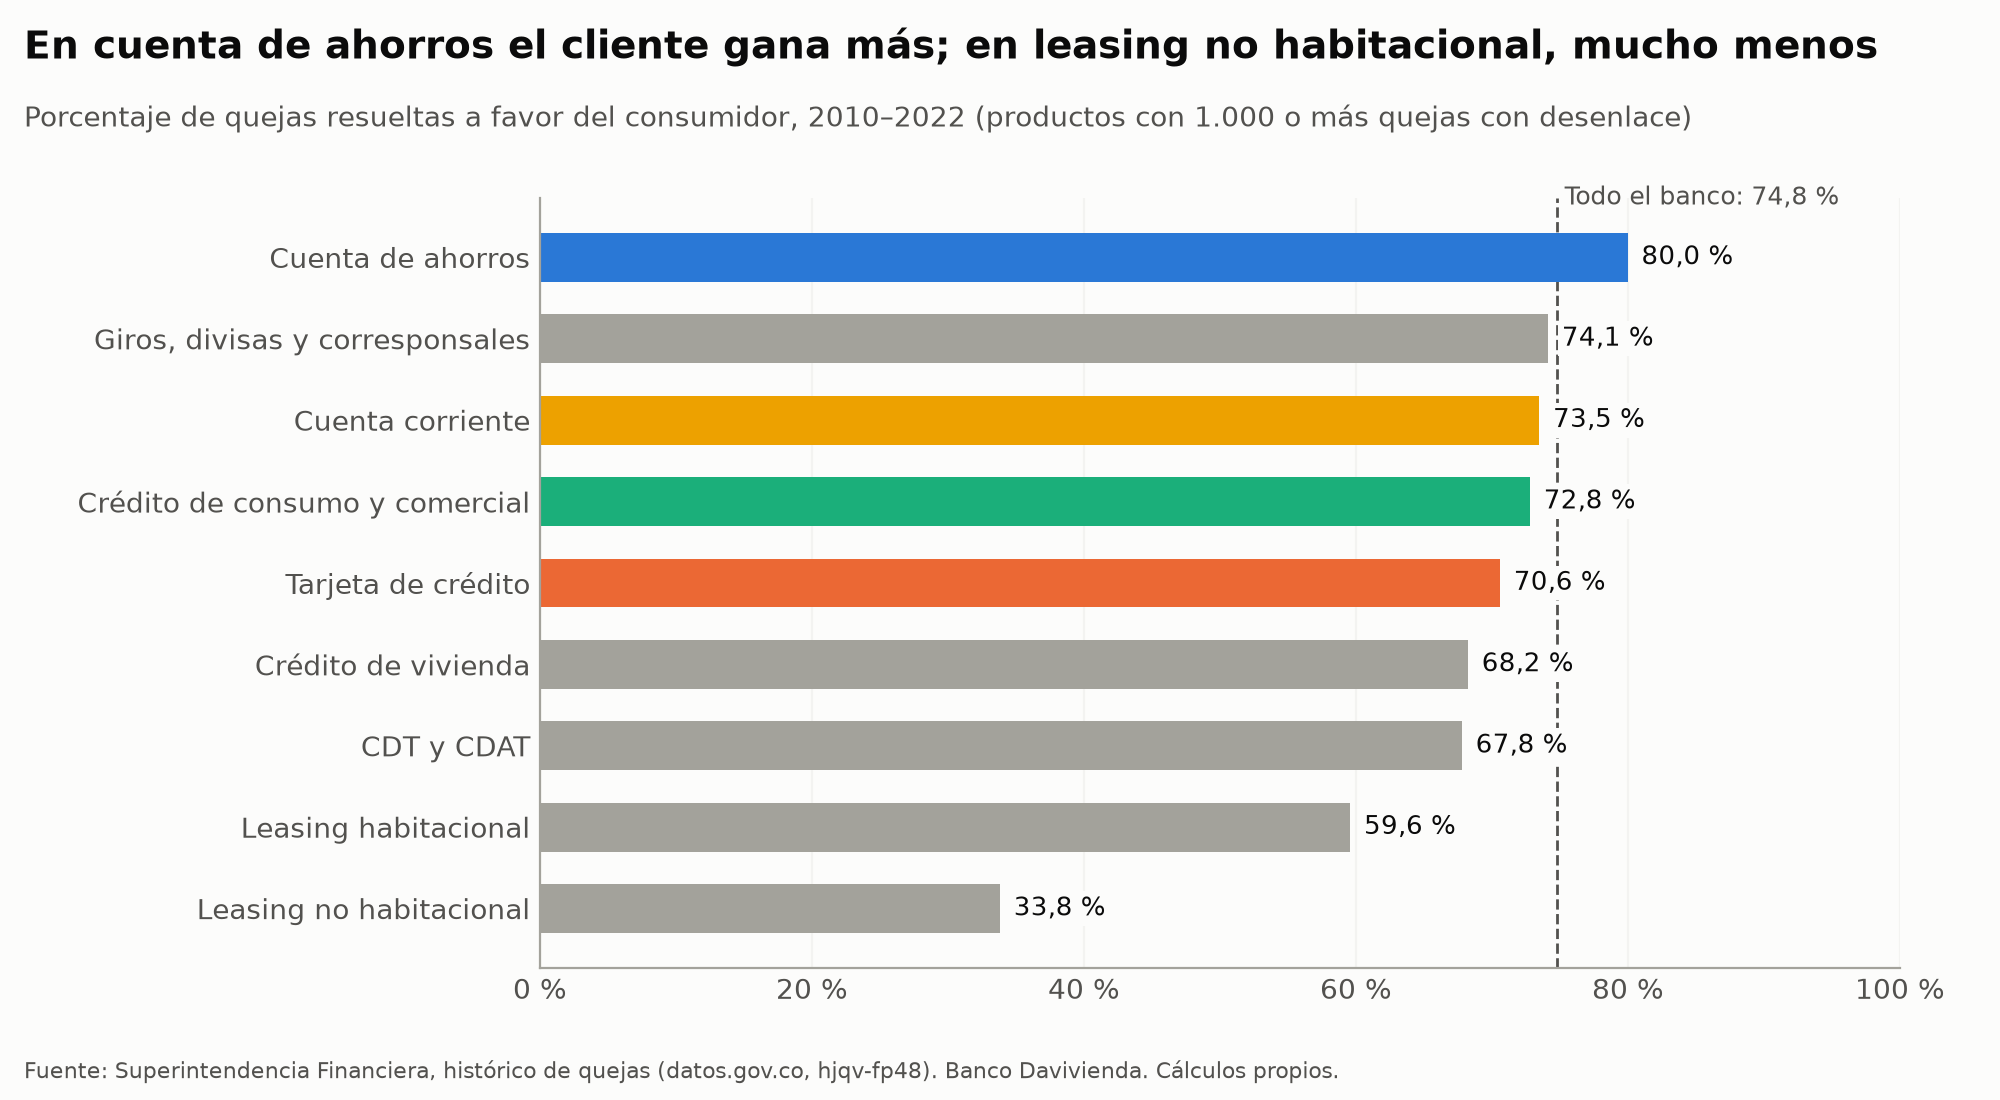 En cuenta de ahorros el cliente gana más; en leasing no habitacional, mucho menos
Porcentaje de quejas resueltas a favor del consumidor, 2010–2022 (productos con 1.000 o más quejas con desenlace)
Todo el banco: 74,8 %
Cuenta de ahorros 80,0 %
Giros, divisas y corresponsales 74,1 %
Cuenta corriente 73,5 %
Crédito de consumo y comercial 72,8 %
Tarjeta de crédito 70,6 %
Crédito de vivienda 68,2 %
CDT y CDAT 67,8 %
Leasing habitacional 59,6 %
Leasing no habitacional 33,8 %
0 % 20 % 40 % 60 % 80 % 100 %
Fuente: Superintendencia Financiera, histórico de quejas (datos.gov.co, hjqv-fp48). Banco Davivienda. Cálculos propios.